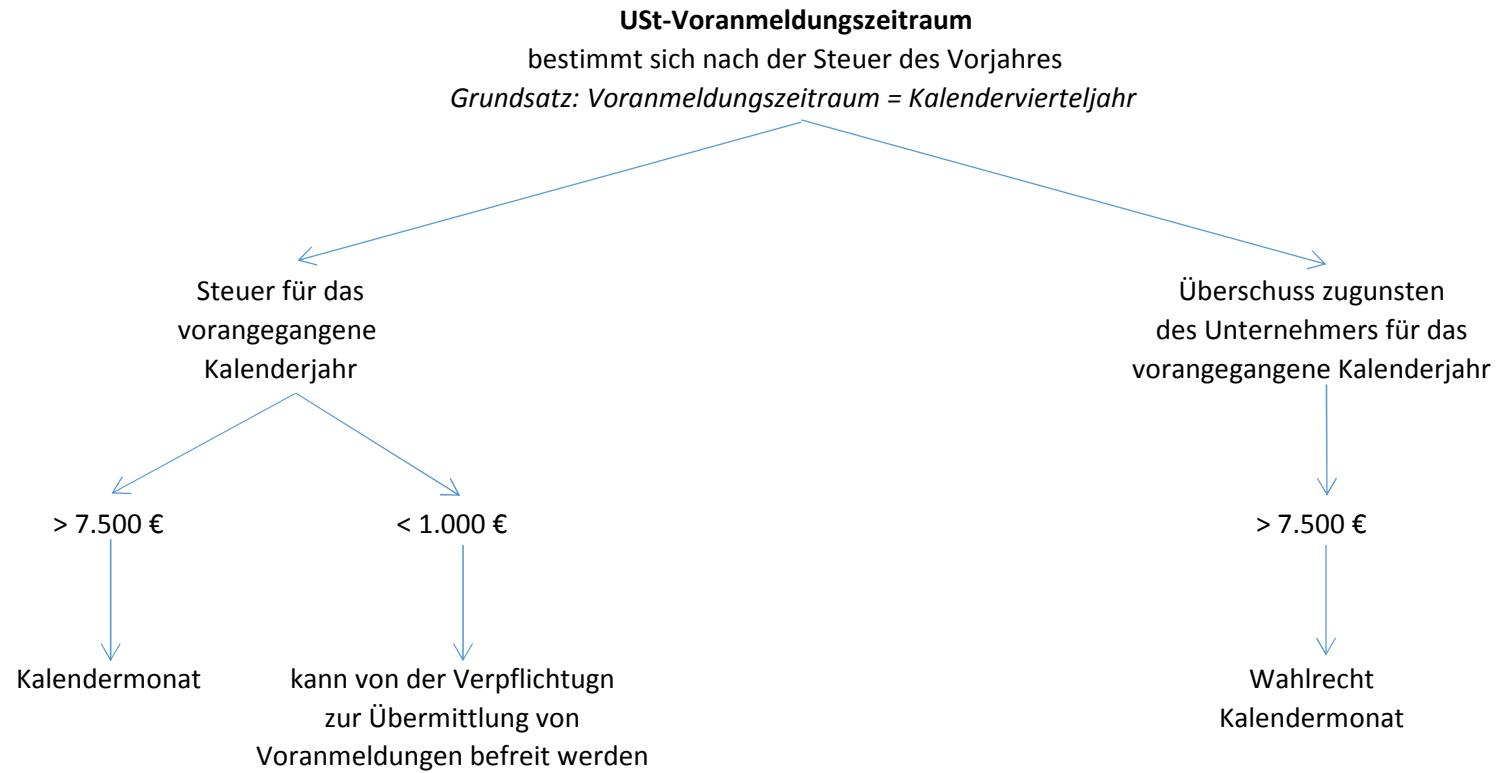 USt-Voranmeldungszeitraum
bestimmt sich nach der Steuer des Vorjahres
Grundsatz: Voranmeldungszeitraum = Kalendervierteljahr
Steuer für das
vorangegangene
Kalenderjahr
Überschuss zugunsten
des Unternehmers für das
vorangegangene Kalenderjahr
> 7.500 €
< 1.000 €
> 7.500 €
Kalendermonat
kann von der Verpflichtugn
zur Übermittlung von
Voranmeldungen befreit werden
Wahlrecht
Kalendermonat